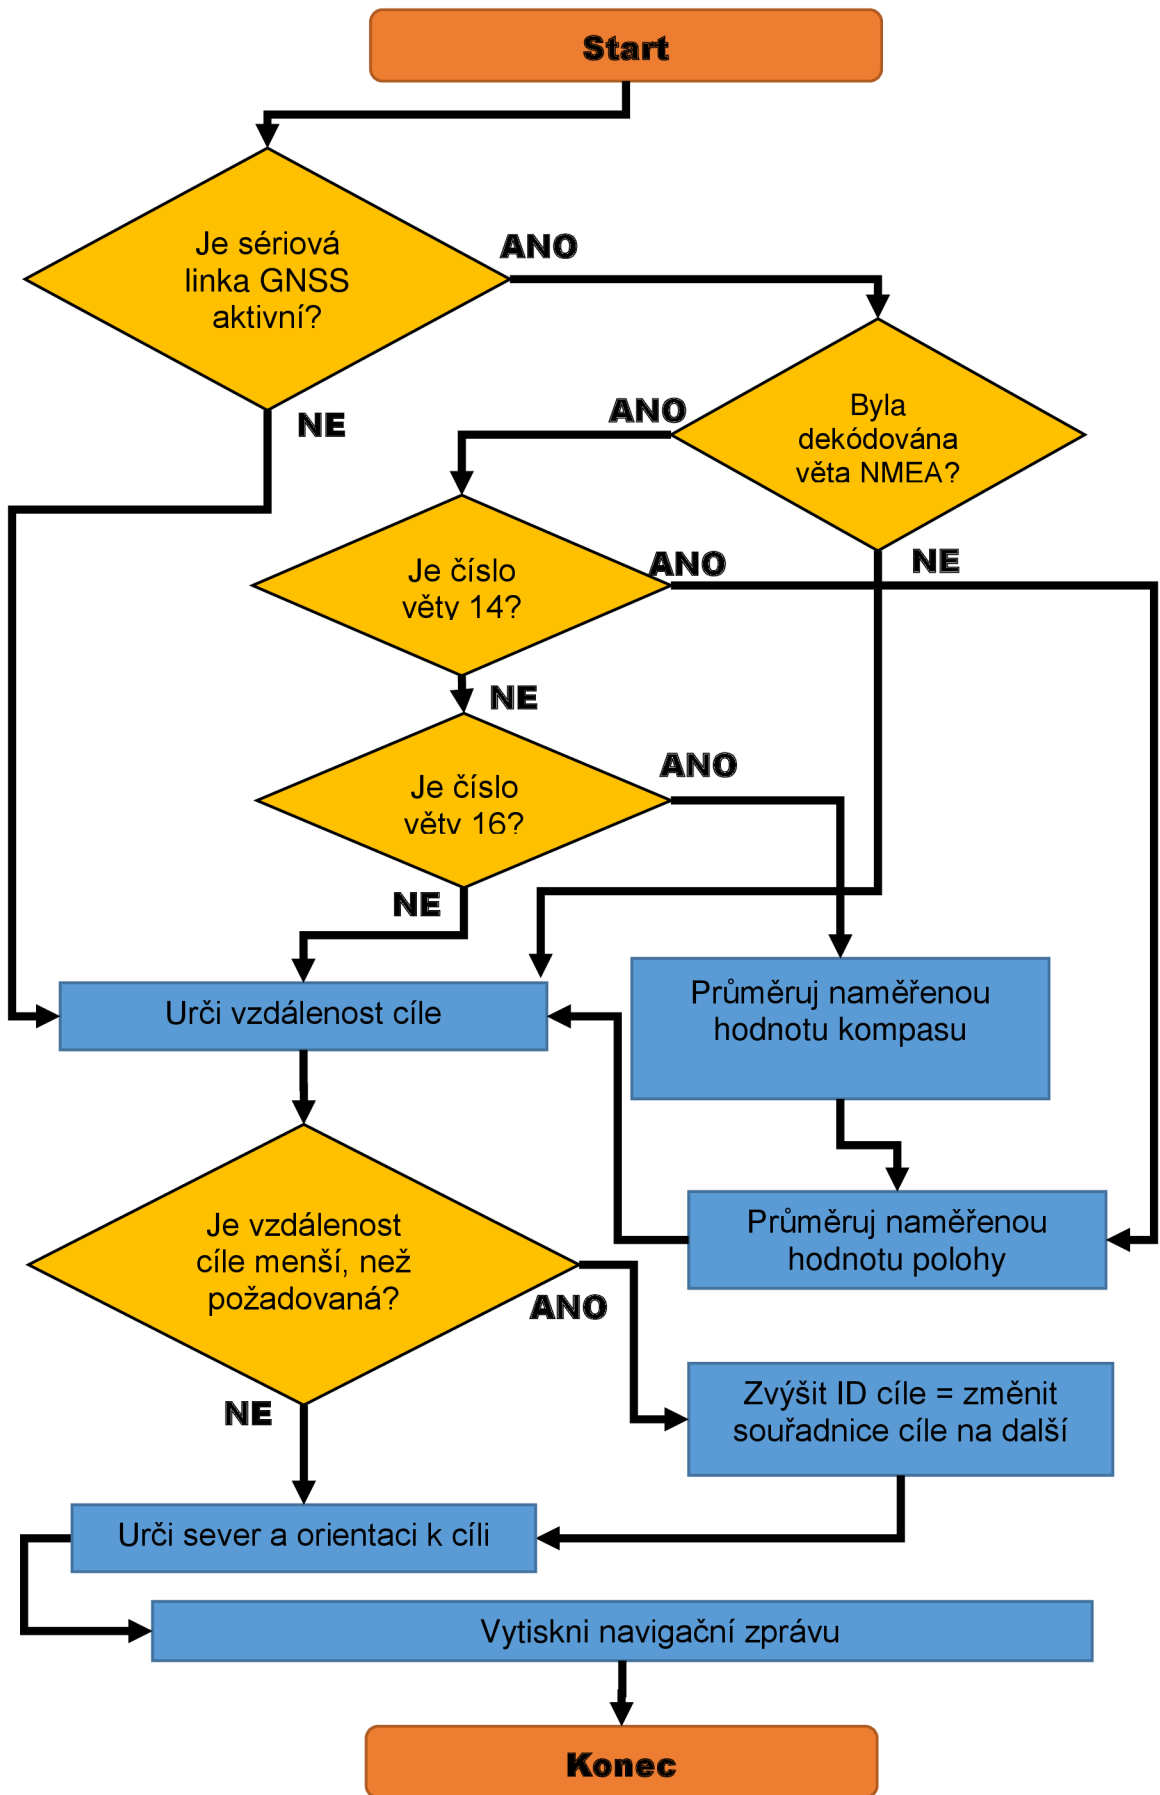 Start
Je sériová
linka GNSS
aktivní?
ANO
NE
Byla
dekódována
věta NMEA?
ANO
NE
Je číslo
věty 14?
ANO
NE
Je číslo
věty 16?
ANO
NE
Urči vzdálenost cíle
Průměruj naměřenou
hodnotu kompasu
Průměruj naměřenou
hodnotu polohy
Je vzdálenost
cíle menší, než
požadovaná?
ANO
NE
Zvýšit ID cíle = změnit
souřadnice cíle na další
Urči sever a orientaci k cíli
Vytiskni navigační zprávu
Konec